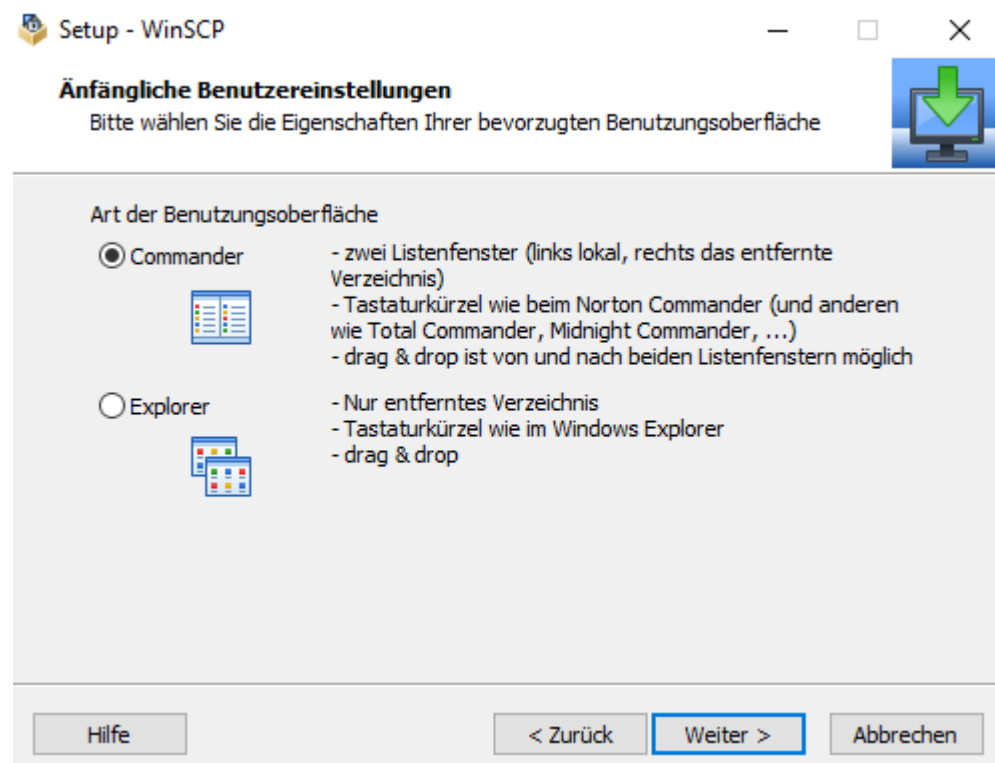 Setup - WinSCP
Änfängliche Benutzereinstellungen
Bitte wählen Sie die Eigenschaften Ihrer bevorzugten Benutzungsoberfläche
Art der Benutzungsoberfläche
Commander
- zwei Listenfenster (links lokal, rechts das entfernte
Verzeichnis)
- Tastaturkürzel wie beim Norton Commander (und anderen
wie Total Commander, Midnight Commander, ...)
- drag & drop ist von und nach beiden Listenfenstern möglich
Explorer
- Nur entferntes Verzeichnis
- Tastaturkürzel wie im Windows Explorer
- drag & drop
Hilfe
< Zurück
Weiter >
Abbrechen